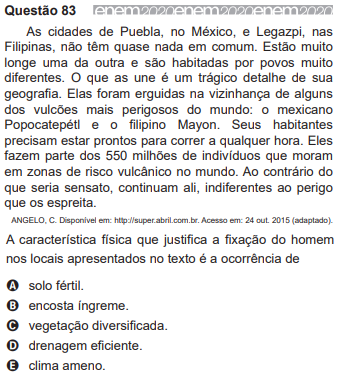 Questão 83 enem2020enem2020enem2020
As cidades de Puebla, no México, e Legazpi, nas
Filipinas, não têm quase nada em comum. Estão muito
longe uma da outra e são habitadas por povos muito
diferentes. O que as une é um trágico detalhe de sua
geografia. Elas foram erguidas na vizinhança de alguns
dos vulcões mais perigosos do mundo: o mexicano
Popocatepétl e o filipino Mayon. Seus habitantes
precisam estar prontos para correr a qualquer hora. Eles
fazem parte dos 550 milhões de indivíduos que moram
em zonas de risco vulcânico no mundo. Ao contrário do
que seria sensato, continuam ali, indiferentes ao perigo
que os espreita.
ANGELO, C. Disponível em: http://super.abril.com.br. Acesso em: 24 out. 2015 (adaptado).
A característica física que justifica a fixação do homem
nos locais apresentados no texto é a ocorrência de
A solo fértil.
B encosta íngreme.
C vegetação diversificada.
D drenagem eficiente.
E clima ameno.